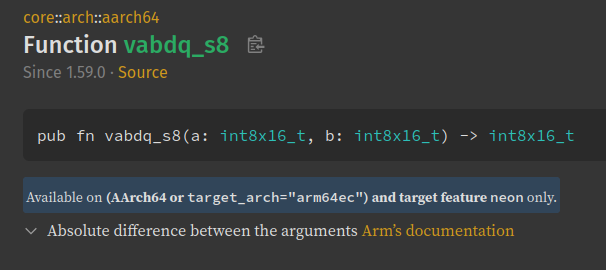 core::arch::aarch64
Function vabdq_s8
Since 1.59.0 · Source
pub fn vabdq_s8(a: int8x16_t, b: int8x16_t) -> int8x16_t
Available on (AArch64 or target_arch="arm64ec") and target feature neon only.
Absolute difference between the arguments Arm’s documentation